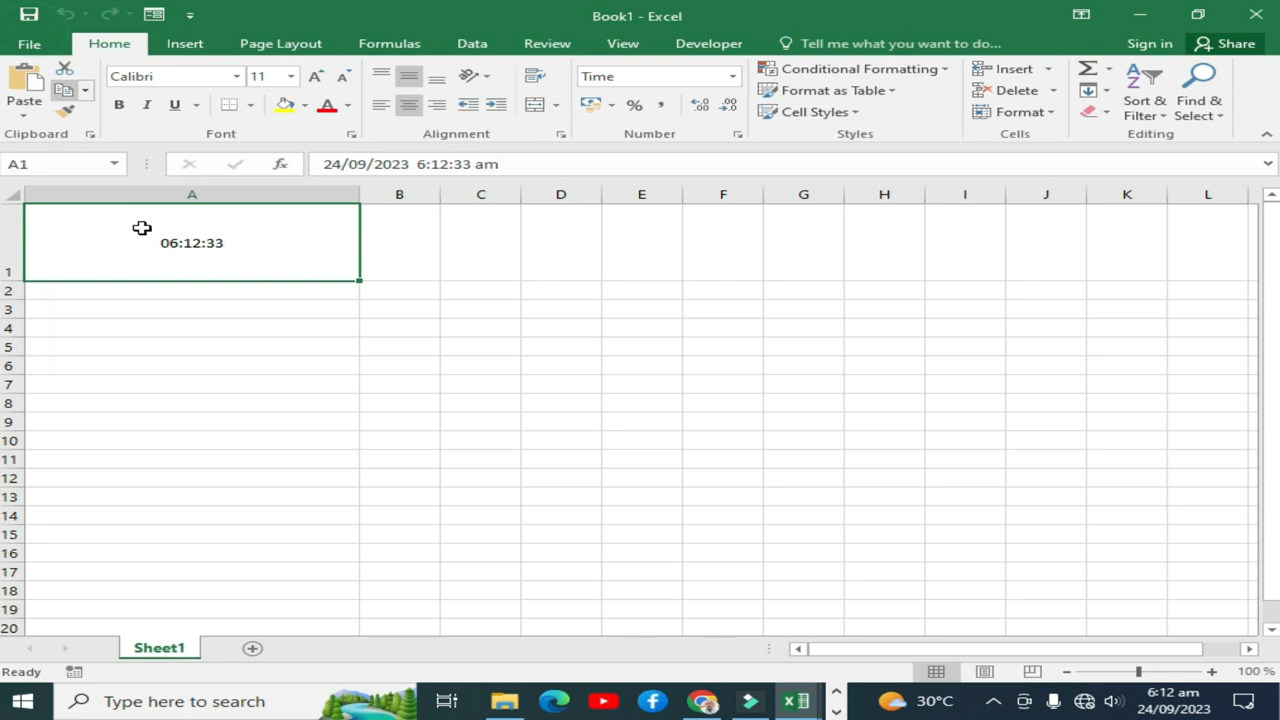 Book1 - Excel
File Home Insert Page Layout Formulas Data Review View Developer Tell me what you want to do... Sign in Share
Paste Calibri 11 Time Conditional Formatting Insert
B I U A % , Format as Table Delete Sort & Filter Find & Select
Cell Styles Format
Clipboard Font Alignment Number Styles Cells Editing
A1 fx 24/09/2023 6:12:33 am
A B C D E F G H I J K L
1 06:12:33
2
3
4
5
6
7
8
9
10
11
12
13
14
15
16
17
18
19
20
Sheet1
Ready 100 %
Type here to search 30°C 6:12 am
24/09/2023